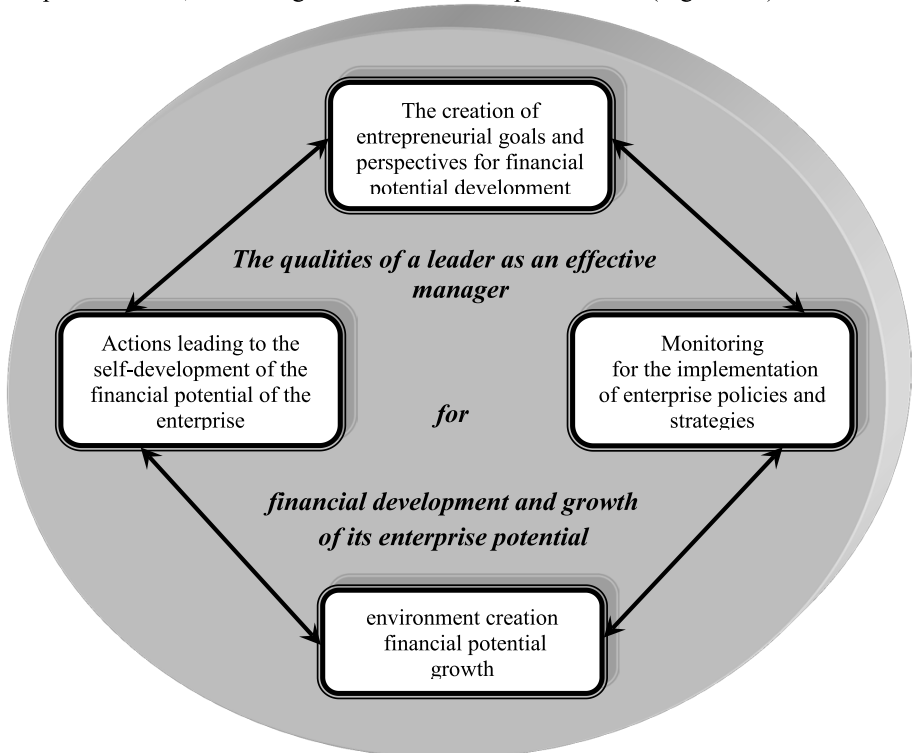 The creation of
entrepreneurial goals and
perspectives for financial
potential development
The qualities of a leader as an effective
manager
Actions leading to the
self-development of the
financial potential of the
enterprise
Monitoring
for the implementation
of enterprise policies and
strategies
for
financial development and growth
of its enterprise potential
environment creation
financial potential
growth